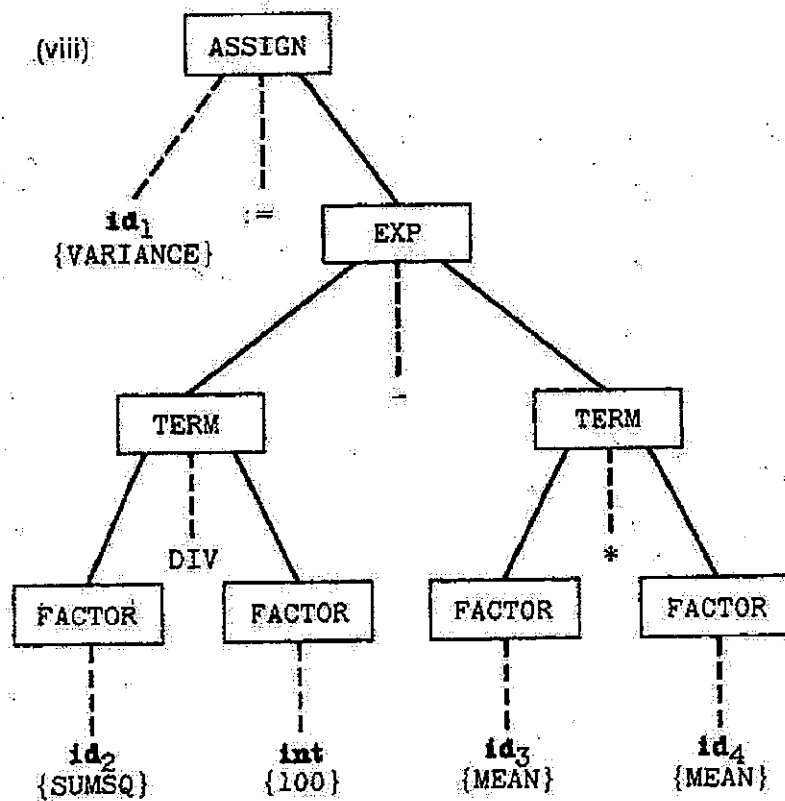 (viii) ASSIGN
id₁ :=
{VARIANCE}
EXP
-
TERM TERM
DIV *
FACTOR FACTOR FACTOR FACTOR
id₂ int id₃ id₄
{SUMSQ} {100} {MEAN} {MEAN}